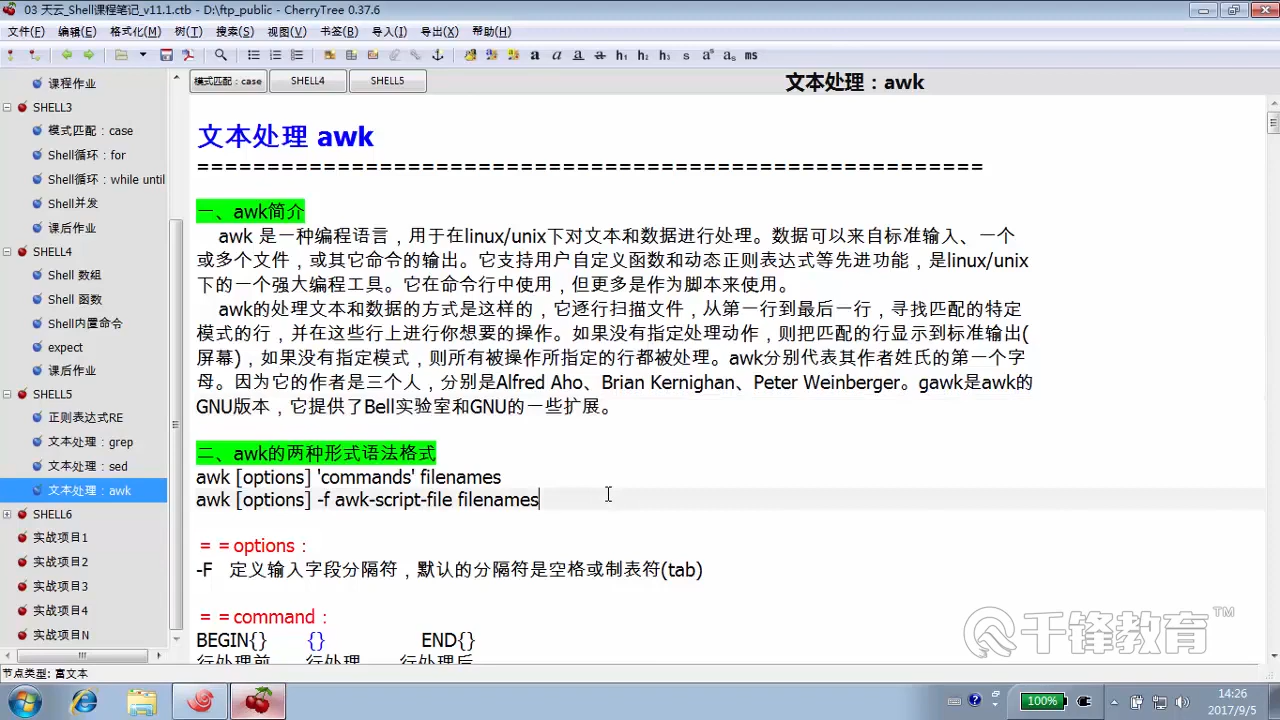 03 天云_Shell课程笔记_v11.1.ctb - D:\ftp_public - CherryTree 0.37.6
文件(F) 编辑(E) 格式化(M) 树(T) 搜索(S) 视图(V) 书签(B) 导入(I) 导出(X) 帮助(H)
a a a a h1 h2 h3 s a^s a_s ms
课程作业
SHELL3
模式匹配：case
Shell循环：for
Shell循环：while until
Shell并发
课后作业
SHELL4
Shell 数组
Shell 函数
Shell内置命令
expect
课后作业
SHELL5
正则表达式RE
文本处理：grep
文本处理：sed
文本处理：awk
SHELL6
实战项目1
实战项目2
实战项目3
实战项目4
实战项目N
模式匹配：case SHELL4 SHELL5 文本处理：awk
文本处理 awk
========================================================
一、awk简介
awk 是一种编程语言，用于在linux/unix下对文本和数据进行处理。数据可以来自标准输入、一个
或多个文件，或其它命令的输出。它支持用户自定义函数和动态正则表达式等先进功能，是linux/unix
下的一个强大编程工具。它在命令行中使用，但更多是作为脚本来使用。
awk的处理文本和数据的方式是这样的，它逐行扫描文件，从第一行到最后一行，寻找匹配的特定
模式的行，并在这些行上进行你想要的操作。如果没有指定处理动作，则把匹配的行显示到标准输出(
屏幕)，如果没有指定模式，则所有被操作所指定的行都被处理。awk分别代表其作者姓氏的第一个字
母。因为它的作者是三个人，分别是Alfred Aho、Brian Kernighan、Peter Weinberger。gawk是awk的
GNU版本，它提供了Bell实验室和GNU的一些扩展。
二、awk的两种形式语法格式
awk [options] 'commands' filenames
awk [options] -f awk-script-file filenames
＝＝options：
-F 定义输入字段分隔符，默认的分隔符是空格或制表符(tab)
＝＝command：
BEGIN{} {} END{}
行处理前 行处理 行处理后
千锋教育™
节点类型: 富文本
100%
14:26
2017/9/5